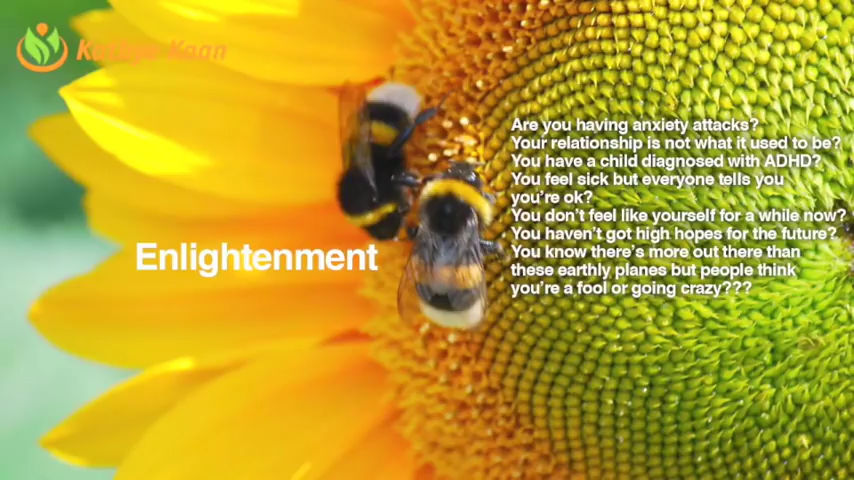 Kaan
Are you having anxiety attacks?
Your relationship is not what it used to be?
You have a child diagnosed with ADHD?
You feel sick but everyone tells you
you're ok?
You don't feel like yourself for a while now?
You haven't got high hopes for the future?
You know there's more out there than
these earthly planes but people think
you're a fool or going crazy???
Enlightenment